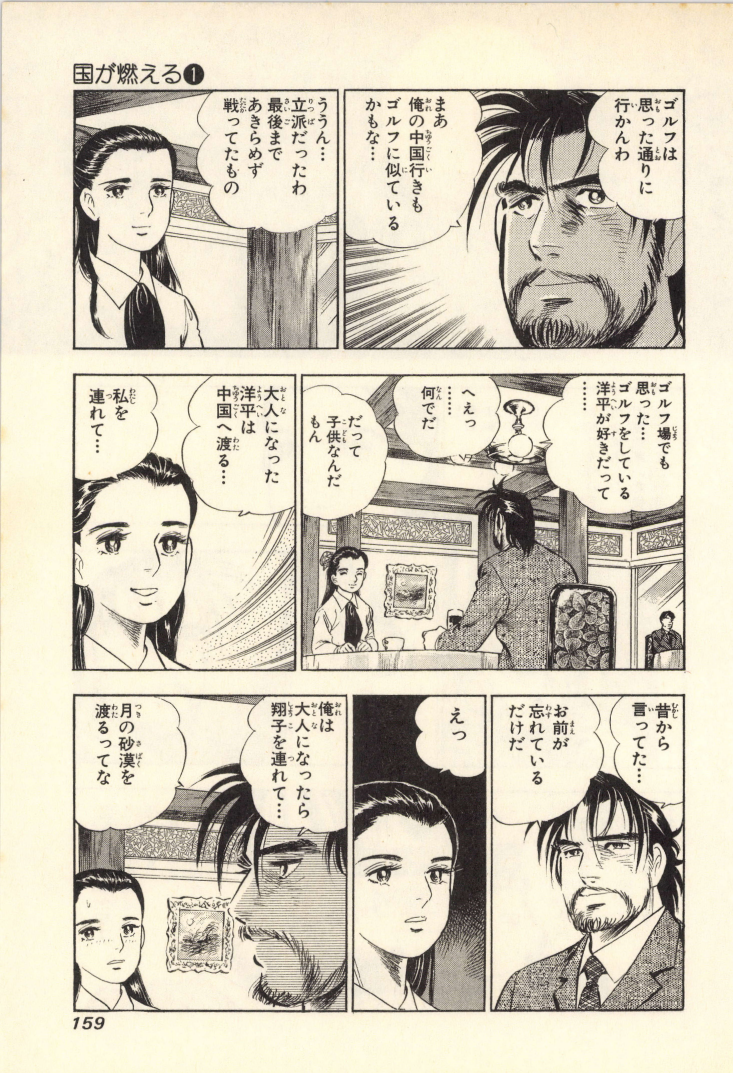 国が燃える❶
ゴルフは
思った通りに
行かんわ
まあ
俺の中国行きも
ゴルフに似ている
かもな…
ううん…
立派だったわ
最後まで
あきらめず
戦ってたもの
ゴルフ場でも
思った…
ゴルフをしている
洋平が好きだって
……
へえっ
……
何でだ
だって
子供なんだ
もん
大人になった
洋平は
中国へ渡る…
私を
連れて…
昔から
言ってた…
お前が
忘れている
だけだ
えっ
俺は
大人になったら
翔子を連れて…
月の砂漠を
渡るってな
159